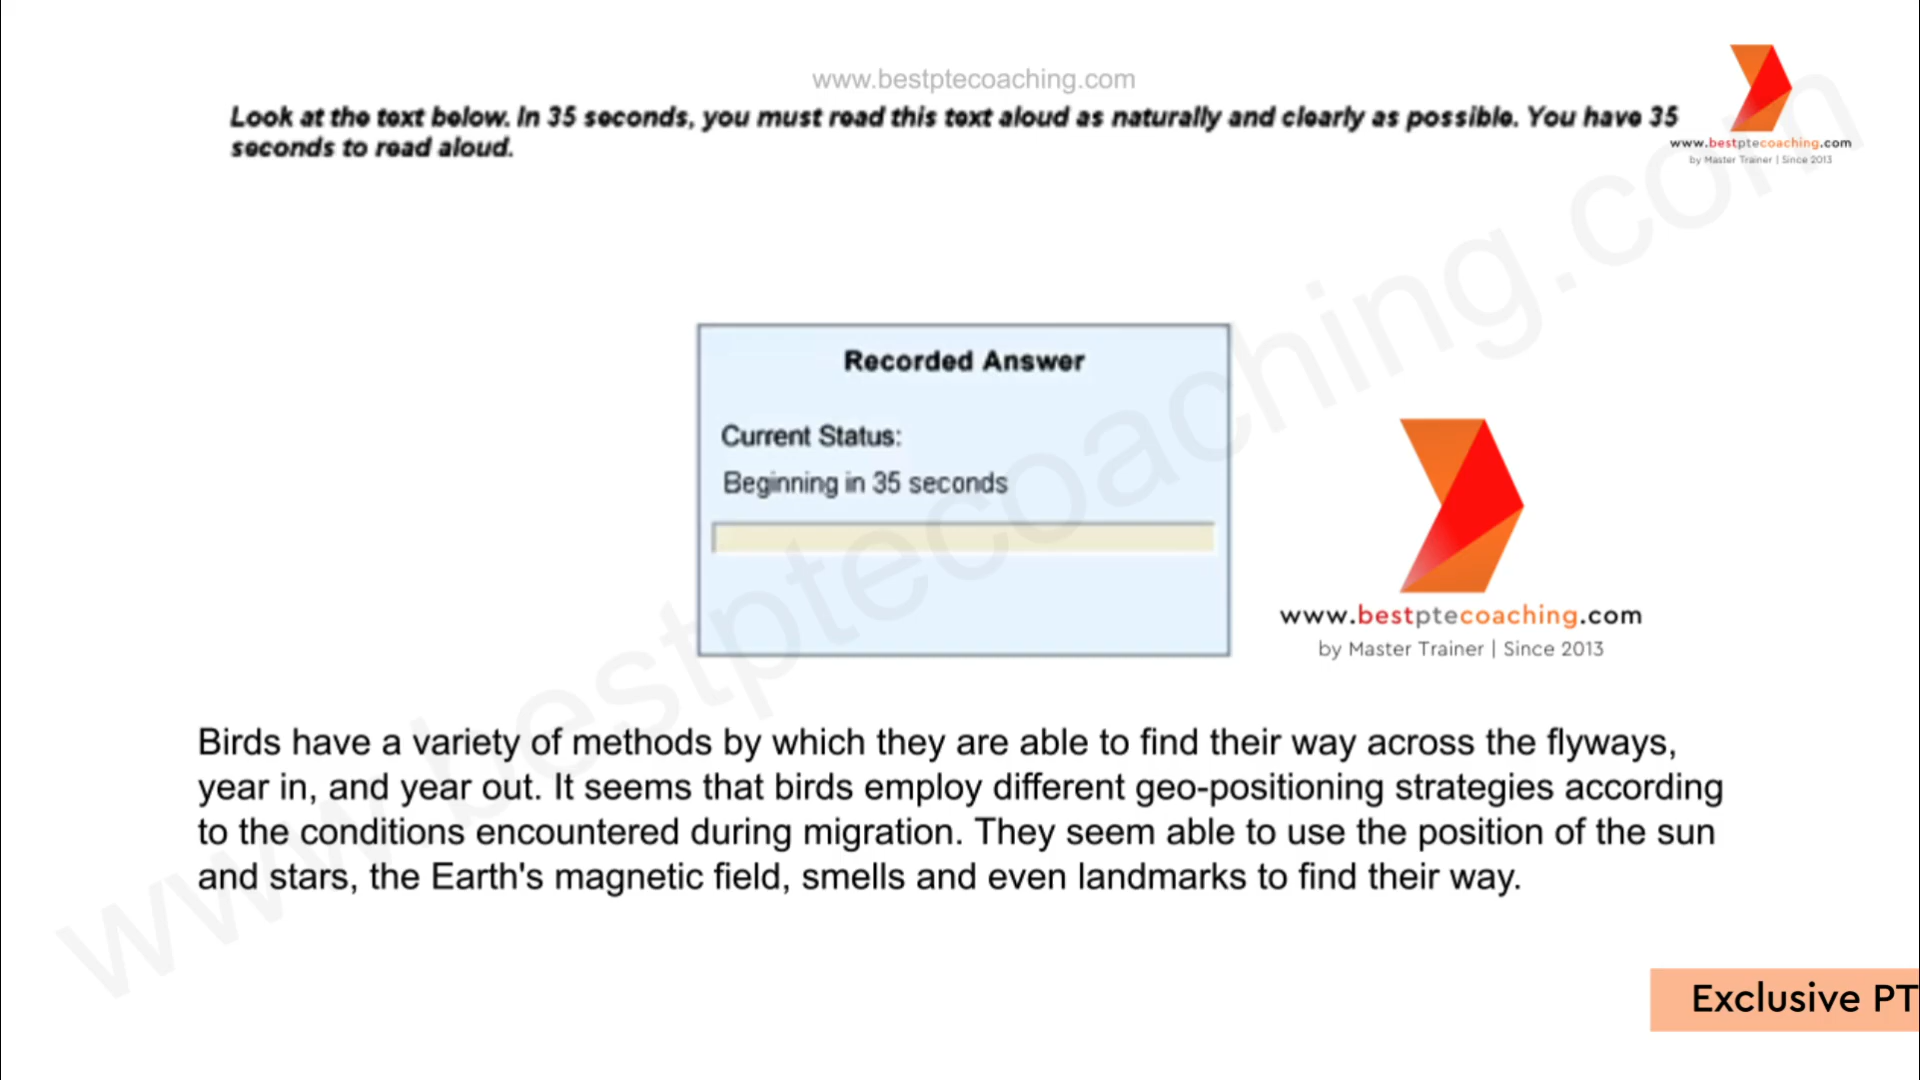 www.bestptecoaching.com
Look at the text below. In 35 seconds, you must read this text aloud as naturally and clearly as possible. You have 35
seconds to read aloud.
www.bestptecoaching.com
by Master Trainer | Since 2013
Recorded Answer
Current Status:
Beginning in 35 seconds
www.bestptecoaching.com
by Master Trainer | Since 2013
Birds have a variety of methods by which they are able to find their way across the flyways,
year in, and year out. It seems that birds employ different geo-positioning strategies according
to the conditions encountered during migration. They seem able to use the position of the sun
and stars, the Earth's magnetic field, smells and even landmarks to find their way.
www.bestptecoaching.com
Exclusive PT